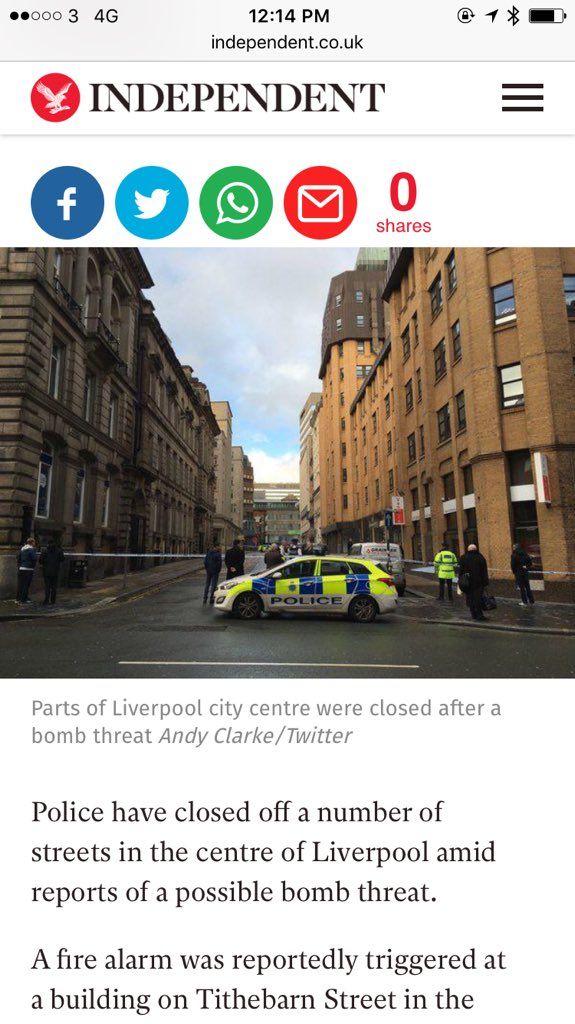 3 4G 12:14 PM
independent.co.uk
INDEPENDENT
0
shares
POLICE
Parts of Liverpool city centre were closed after a
bomb threat Andy Clarke/Twitter
Police have closed off a number of
streets in the centre of Liverpool amid
reports of a possible bomb threat.
A fire alarm was reportedly triggered at
a building on Tithebarn Street in the